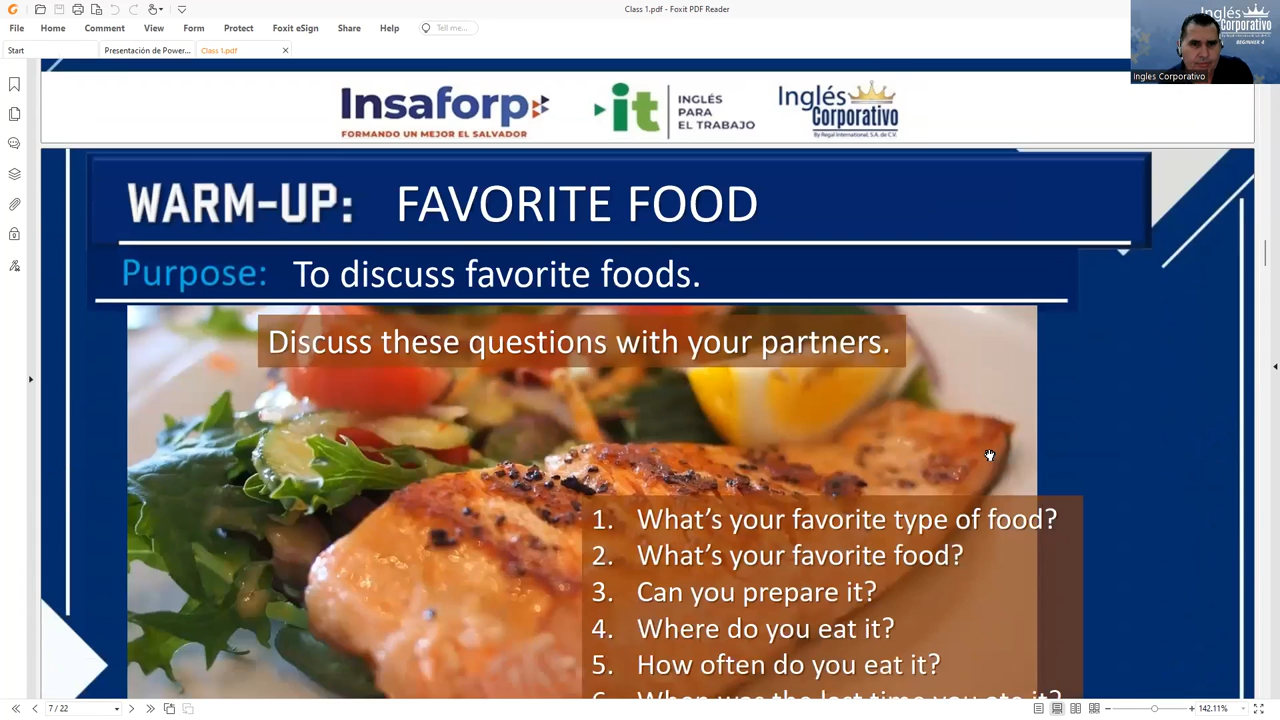 Class 1.pdf - Foxit PDF Reader
File Home Comment View Form Protect Foxit eSign Share Help Tell me...
Start Presentación de Power... Class 1.pdf
Inglés
Corporativo
BEGINNER 4
Ingles Corporativo
Insaforp
FORMANDO UN MEJOR EL SALVADOR
it INGLÉS
PARA
EL TRABAJO
Inglés
Corporativo
By Regal International, S.A. de C.V.
WARM-UP: FAVORITE FOOD
Purpose: To discuss favorite foods.
Discuss these questions with your partners.
1. What's your favorite type of food?
2. What's your favorite food?
3. Can you prepare it?
4. Where do you eat it?
5. How often do you eat it?
6. When was the last time you ate it?
7 / 22
142.11%